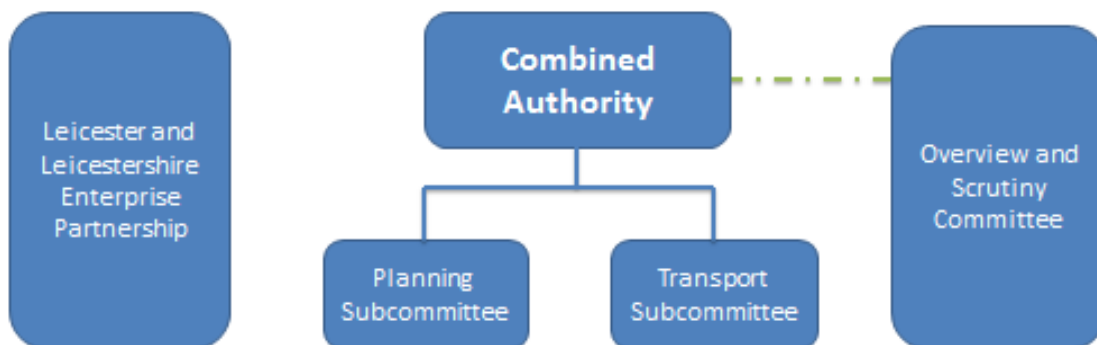 Leicester and
Leicestershire
Enterprise
Partnership
Combined
Authority
Overview and
Scrutiny
Committee
Planning
Subcommittee
Transport
Subcommittee